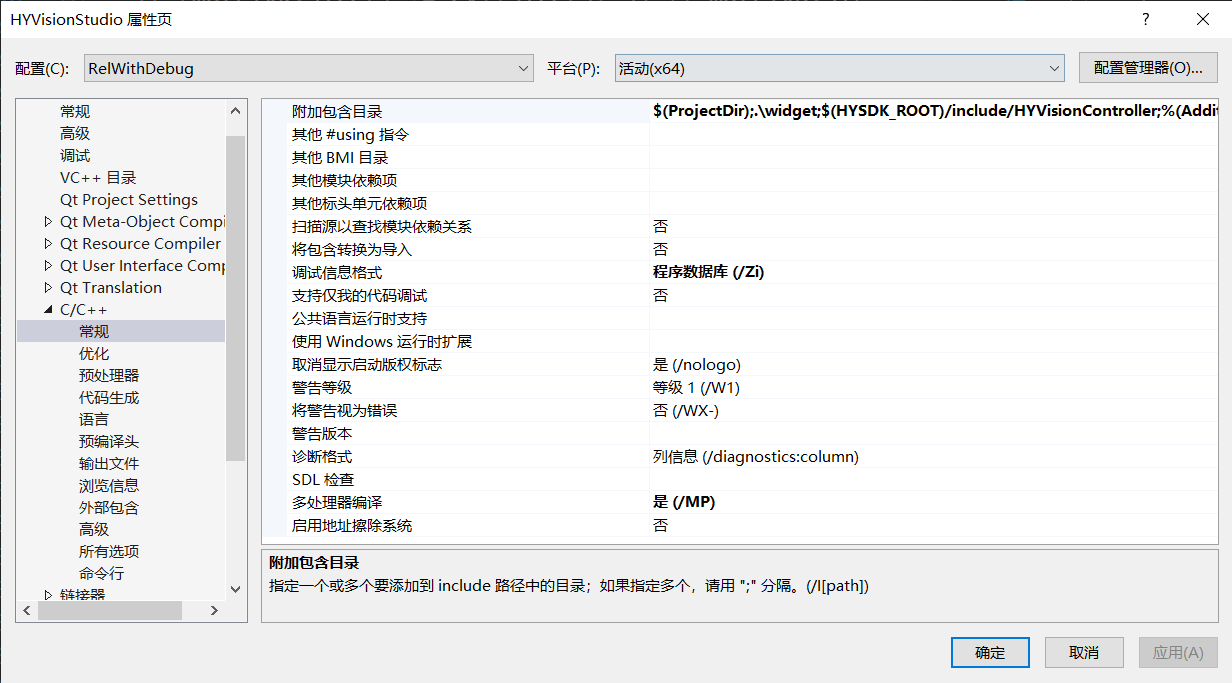 HYVisionStudio 属性页
配置(C): RelWithDebug 平台(P): 活动(x64) 配置管理器(O)...
常规
高级
调试
VC++ 目录
Qt Project Settings
Qt Meta-Object Compi
Qt Resource Compiler
Qt User Interface Comp
Qt Translation
C/C++
常规
优化
预处理器
代码生成
语言
预编译头
输出文件
浏览信息
外部包含
高级
所有选项
命令行
链接器
附加包含目录 $(ProjectDir);.\widget;$(HYSDK_ROOT)/include/HYVisionController;%(Addit
其他 #using 指令
其他 BMI 目录
其他模块依赖项
其他标头单元依赖项
扫描源以查找模块依赖关系 否
将包含转换为导入 否
调试信息格式 程序数据库 (/Zi)
支持仅我的代码调试 否
公共语言运行时支持
使用 Windows 运行时扩展
取消显示启动版权标志 是 (/nologo)
警告等级 等级 1 (/W1)
将警告视为错误 否 (/WX-)
警告版本
诊断格式 列信息 (/diagnostics:column)
SDL 检查
多处理器编译 是 (/MP)
启用地址擦除系统 否
附加包含目录
指定一个或多个要添加到 include 路径中的目录；如果指定多个，请用 ";" 分隔。(/I[path])
确定 取消 应用(A)